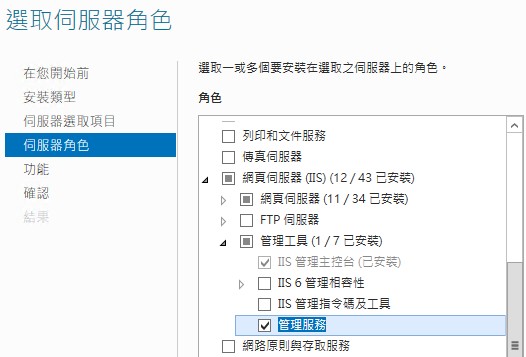 選取伺服器角色
在您開始前
安裝類型
伺服器選取項目
伺服器角色
功能
確認
結果
選取一或多個要安裝在選取之伺服器上的角色。
角色
列印和文件服務
傳真伺服器
網頁伺服器 (IIS) (12 / 43 已安裝)
網頁伺服器 (11 / 34 已安裝)
FTP 伺服器
管理工具 (1 / 7 已安裝)
IIS 管理主控台 (已安裝)
IIS 6 管理相容性
IIS 管理指令碼及工具
管理服務
網路原則與存取服務